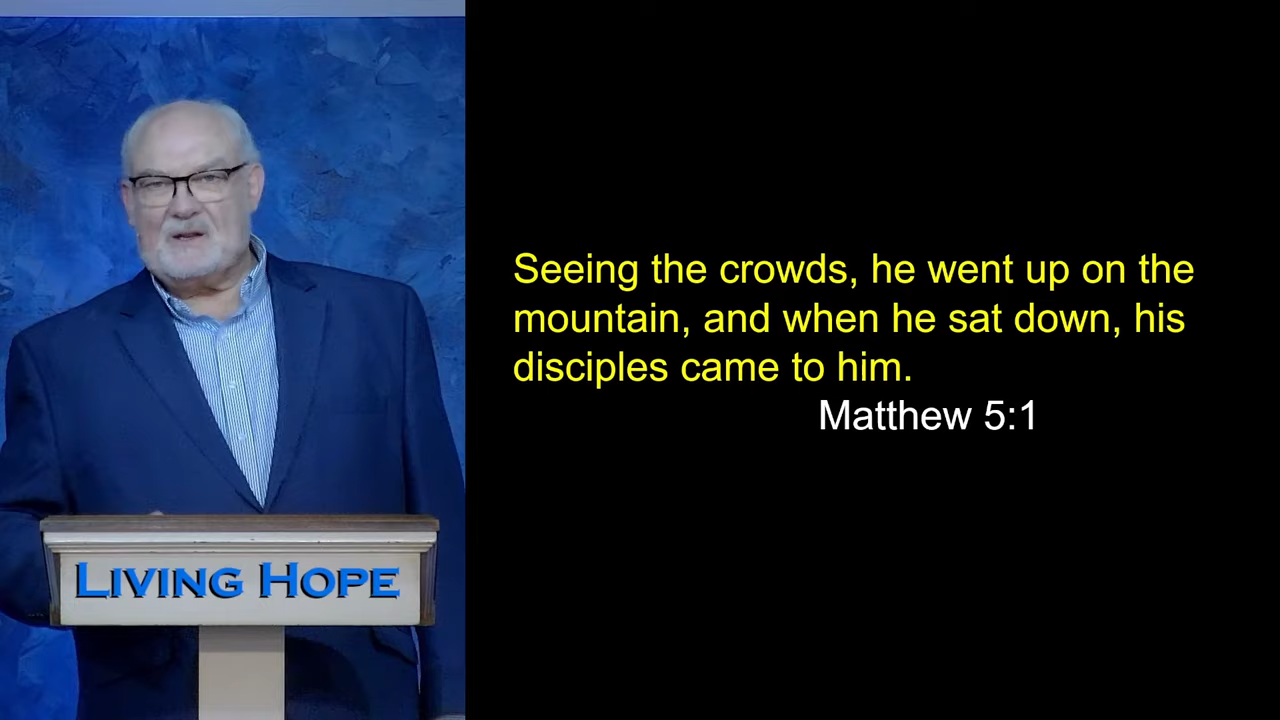 LIVING HOPE
Seeing the crowds, he went up on the
mountain, and when he sat down, his
disciples came to him.
Matthew 5:1